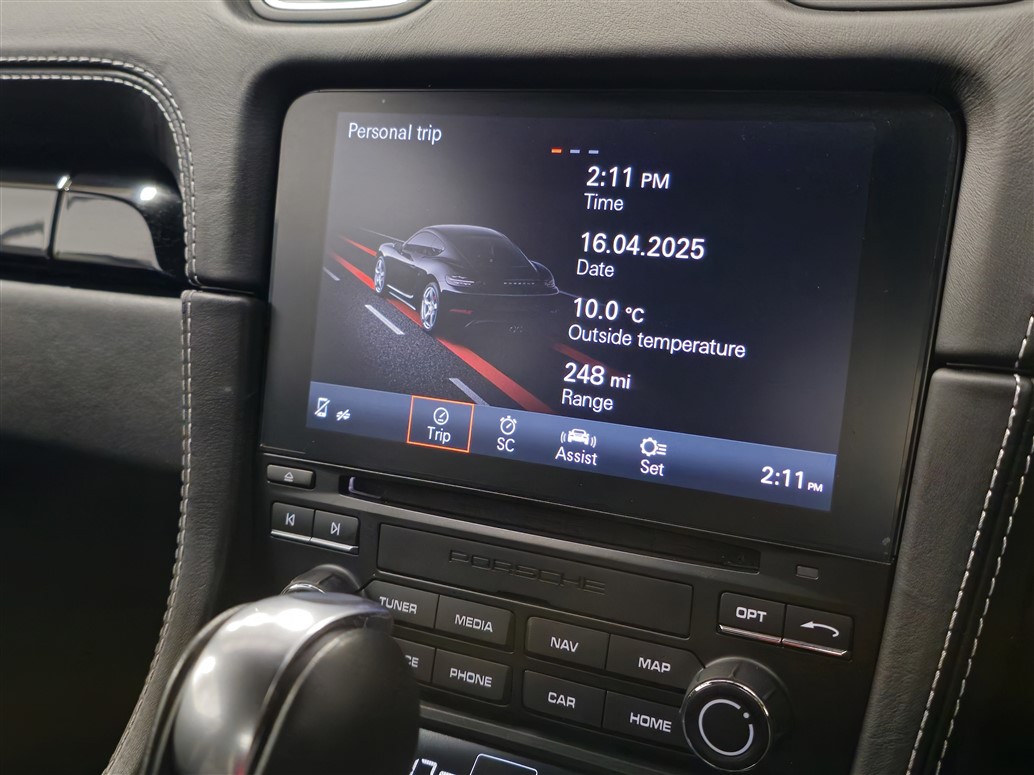 Personal trip
2:11 PM
Time
16.04.2025
Date
10.0 °C
Outside temperature
248 mi
Range
Trip
SC
Assist
Set
2:11 PM
PORSCHE
TUNER
MEDIA
NAV
MAP
OPT
PHONE
CAR
HOME